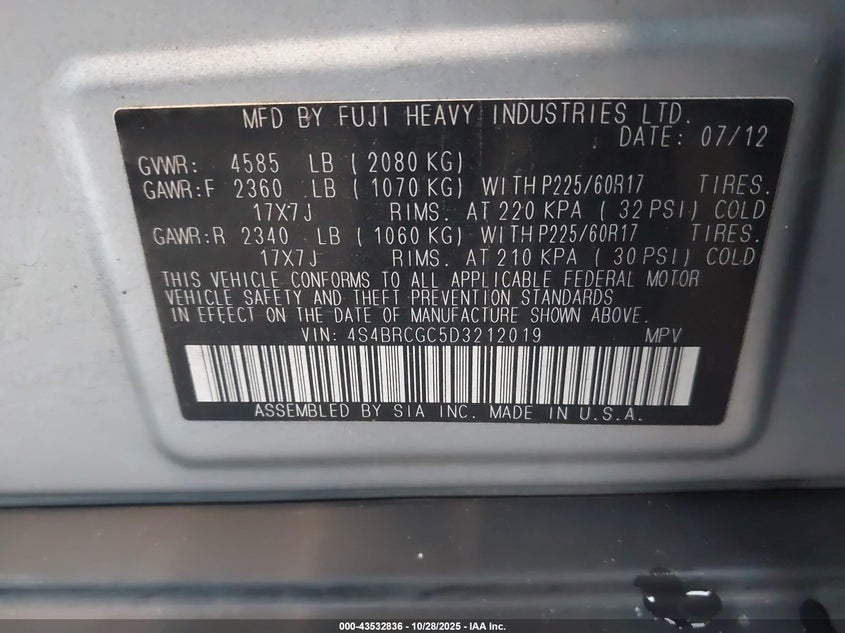 MFD BY FUJI HEAVY INDUSTRIES LTD.
DATE: 07/12
GVWR: 4585 LB ( 2080 KG)
GAWR:F 2360 LB ( 1070 KG) WITH P225/60R17 TIRES.
17X7J RIMS. AT 220 KPA ( 32 PSI) COLD
GAWR:R 2340 LB ( 1060 KG) WITH P225/60R17 TIRES.
17X7J RIMS. AT 210 KPA ( 30 PSI) COLD
THIS VEHICLE CONFORMS TO ALL APPLICABLE FEDERAL MOTOR
VEHICLE SAFETY AND THEFT PREVENTION STANDARDS
IN EFFECT ON THE DATE OF MANUFACTURE SHOWN ABOVE.
VIN: 4S4BRCGC5D3212019 MPV
ASSEMBLED BY SIA INC. MADE IN U.S.A.
000-43532836 - 10/28/2025 - IAA Inc.